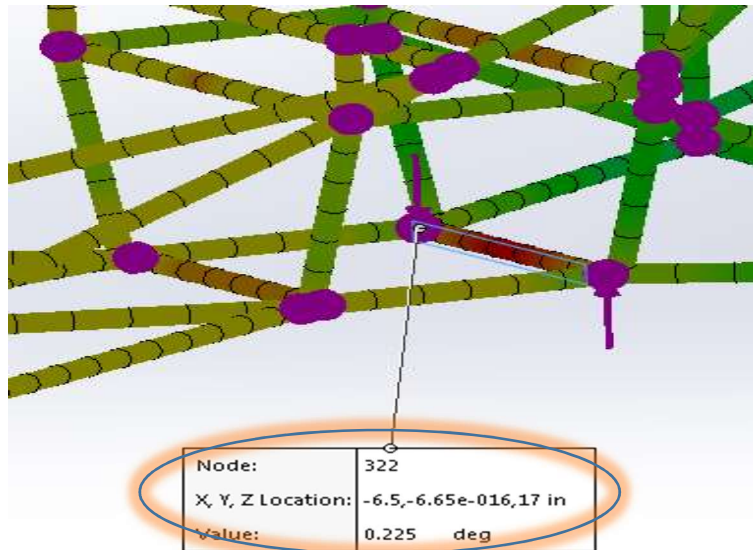 Node: 322
X, Y, Z Location: -6.5,-6.65e-016,17 in
Value: 0.225 deg